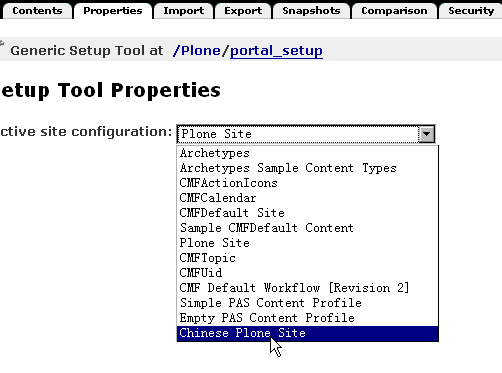 Contents Properties Import Export Snapshots Comparison Security
Generic Setup Tool at /Plone/portal_setup
etup Tool Properties
ctive site configuration: Plone Site
Archetypes
Archetypes Sample Content Types
CMFActionIcons
CMFCalendar
CMFDefault Site
Sample CMFDefault Content
Plone Site
CMFTopic
CMFUid
CMF Default Workflow [Revision 2]
Simple PAS Content Profile
Empty PAS Content Profile
Chinese Plone Site